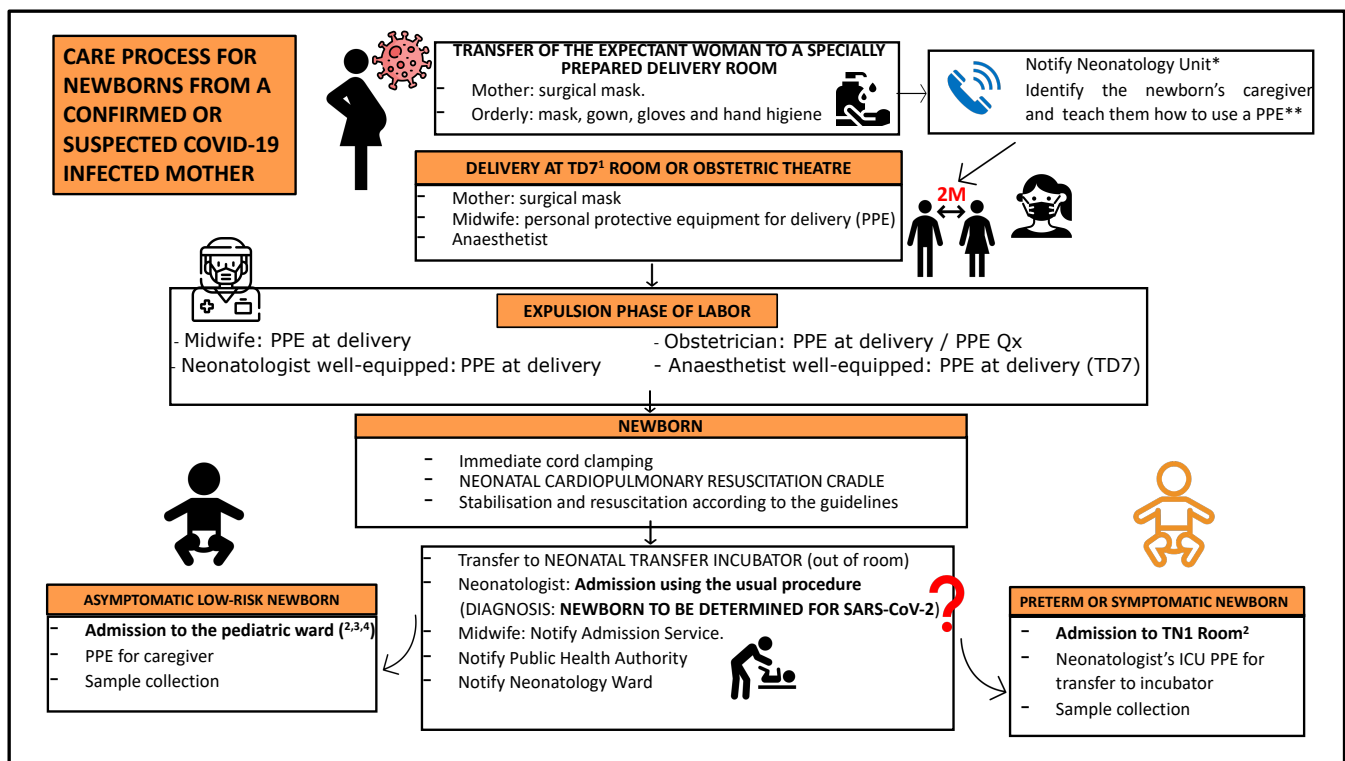 CARE PROCESS FOR
NEWBORNS FROM A
CONFIRMED OR
SUSPECTED COVID-19
INFECTED MOTHER
TRANSFER OF THE EXPECTANT WOMAN TO A SPECIALLY
PREPARED DELIVERY ROOM
- Mother: surgical mask.
- Orderly: mask, gown, gloves and hand higiene
Notify Neonatology Unit*
Identify the newborn's caregiver
and teach them how to use a PPE**
DELIVERY AT TD7¹ ROOM OR OBSTETRIC THEATRE
- Mother: surgical mask
- Midwife: personal protective equipment for delivery (PPE)
- Anaesthetist
2M
EXPULSION PHASE OF LABOR
- Midwife: PPE at delivery
- Neonatologist well-equipped: PPE at delivery
- Obstetrician: PPE at delivery / PPE Qx
- Anaesthetist well-equipped: PPE at delivery (TD7)
NEWBORN
- Immediate cord clamping
- NEONATAL CARDIOPULMONARY RESUSCITATION CRADLE
- Stabilisation and resuscitation according to the guidelines
- Transfer to NEONATAL TRANSFER INCUBATOR (out of room)
- Neonatologist: Admission using the usual procedure
(DIAGNOSIS: NEWBORN TO BE DETERMINED FOR SARS-CoV-2)
- Midwife: Notify Admission Service.
- Notify Public Health Authority
- Notify Neonatology Ward
?
ASYMPTOMATIC LOW-RISK NEWBORN
- Admission to the pediatric ward (²,³,⁴)
- PPE for caregiver
- Sample collection
PRETERM OR SYMPTOMATIC NEWBORN
- Admission to TN1 Room²
- Neonatologist's ICU PPE for
transfer to incubator
- Sample collection